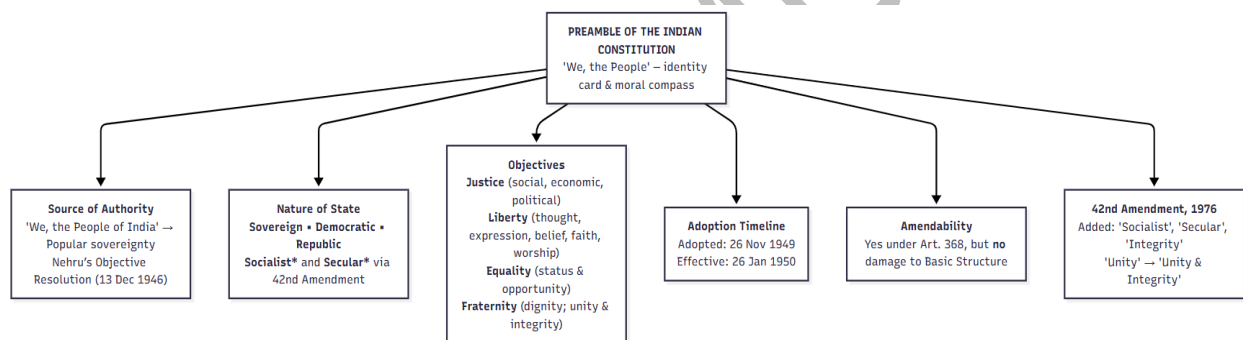 PREAMBLE OF THE INDIAN
CONSTITUTION
'We, the People' – identity
card & moral compass
Source of Authority
'We, the People of India' →
Popular sovereignty
Nehru's Objective
Resolution (13 Dec 1946)
Nature of State
Sovereign • Democratic •
Republic
Socialist* and Secular* via
42nd Amendment
Objectives
Justice (social, economic,
political)
Liberty (thought,
expression, belief, faith,
worship)
Equality (status &
opportunity)
Fraternity (dignity; unity &
integrity)
Adoption Timeline
Adopted: 26 Nov 1949
Effective: 26 Jan 1950
Amendability
Yes under Art. 368, but no
damage to Basic Structure
42nd Amendment, 1976
Added: 'Socialist', 'Secular',
'Integrity'
'Unity' → 'Unity &
Integrity'